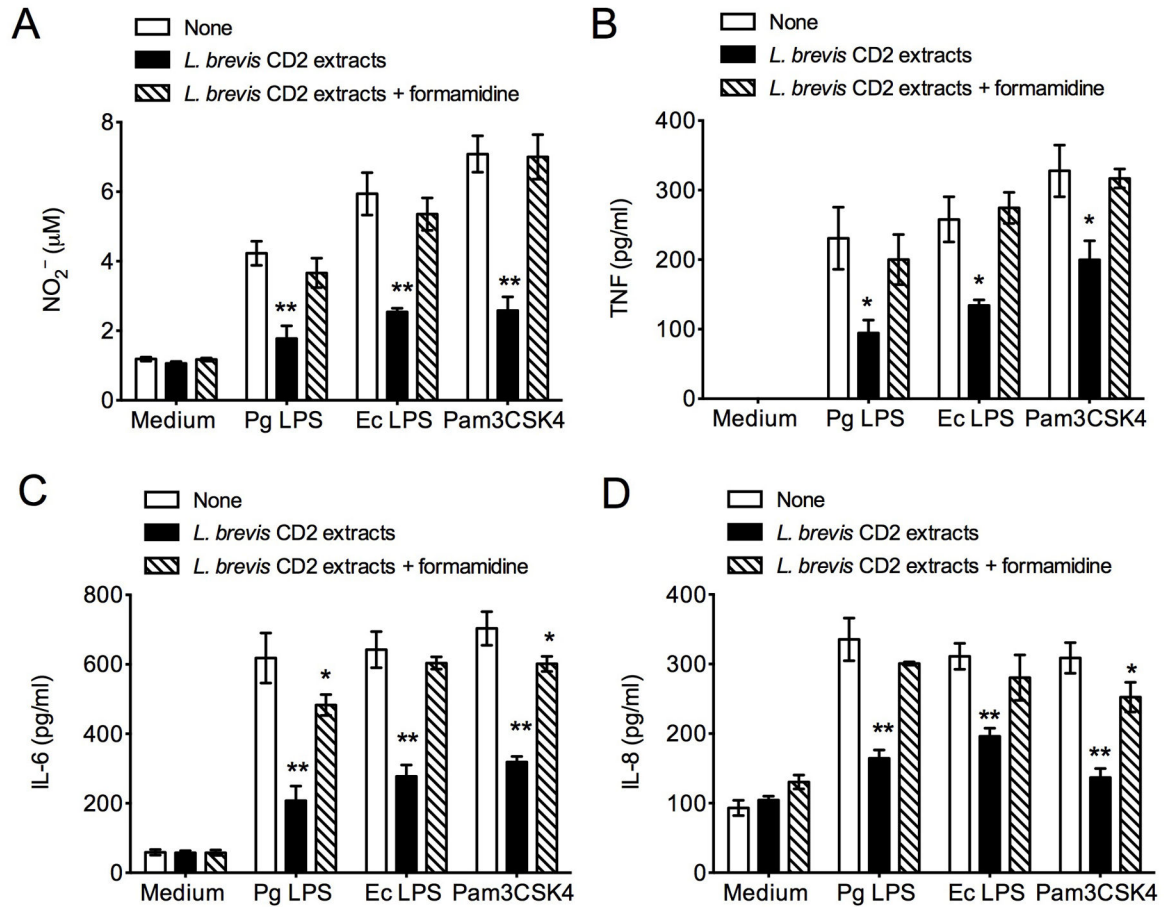 A
None
L. brevis CD2 extracts
L. brevis CD2 extracts + formamidine
8
6
4
2
0
NO₂⁻ (μM)
**
**
**
Medium
Pg LPS
Ec LPS
Pam3CSK4
B
None
L. brevis CD2 extracts
L. brevis CD2 extracts + formamidine
400
300
200
100
0
TNF (pg/ml)
*
*
*
Medium
Pg LPS
Ec LPS
Pam3CSK4
C
None
L. brevis CD2 extracts
L. brevis CD2 extracts + formamidine
800
600
400
200
0
IL-6 (pg/ml)
**
*
**
**
*
Medium
Pg LPS
Ec LPS
Pam3CSK4
D
None
L. brevis CD2 extracts
L. brevis CD2 extracts + formamidine
400
300
200
100
0
IL-8 (pg/ml)
**
**
**
*
Medium
Pg LPS
Ec LPS
Pam3CSK4